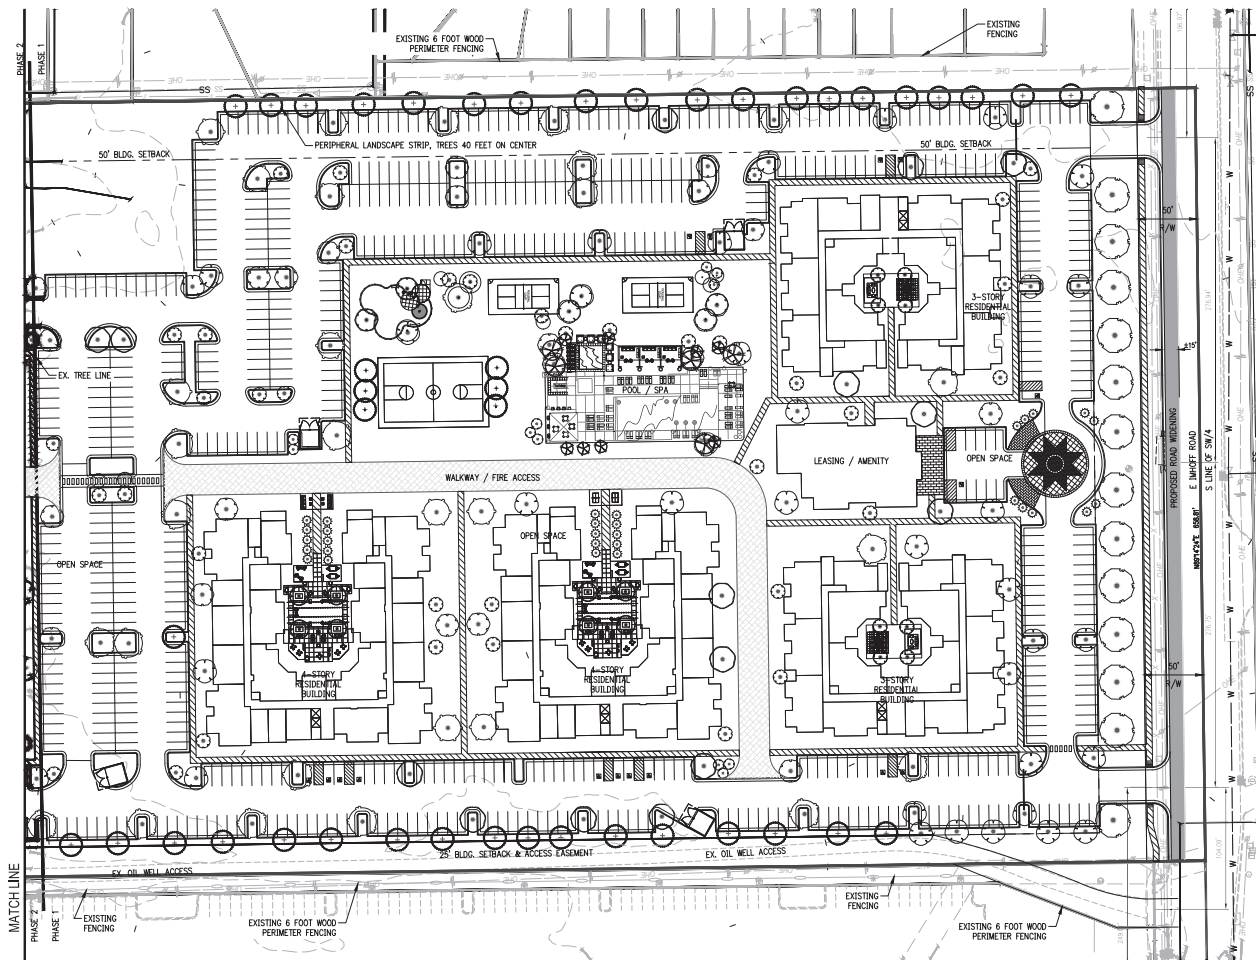 PHASE 2
PHASE 1
EXISTING 6 FOOT WOOD
PERIMETER FENCING
EXISTING
FENCING
OHE
OHE
OHE
SS
SS
PERIPHERAL LANDSCAPE STRIP, TREES 40 FEET ON CENTER
50' BLDG. SETBACK
50' BLDG. SETBACK
50'
R/W
W
3-STORY
RESIDENTIAL
BUILDING
±15'
EX. TREE LINE
POOL / SPA
PROPOSED ROAD WIDENING
E IMHOFF ROAD
S LINE OF SW/4
LEASING / AMENITY
OPEN SPACE
WALKWAY / FIRE ACCESS
OPEN SPACE
OPEN SPACE
4-STORY
RESIDENTIAL
BUILDING
4-STORY
RESIDENTIAL
BUILDING
3-STORY
RESIDENTIAL
BUILDING
50'
R/W
25' BLDG. SETBACK & ACCESS EASEMENT
EX. OIL WELL ACCESS
EX. OIL WELL ACCESS
MATCH LINE
PHASE 2
PHASE 1
EXISTING
FENCING
EXISTING 6 FOOT WOOD
PERIMETER FENCING
EXISTING
FENCING
EXISTING 6 FOOT WOOD
PERIMETER FENCING